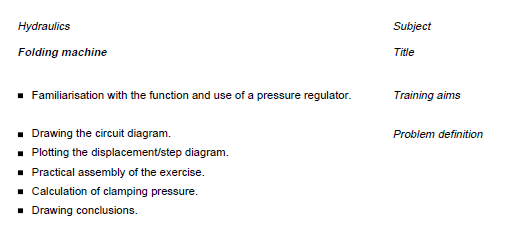 Hydraulics Subject
Folding machine Title
▪ Familiarisation with the function and use of a pressure regulator. Training aims
▪ Drawing the circuit diagram. Problem definition
▪ Plotting the displacement/step diagram.
▪ Practical assembly of the exercise.
▪ Calculation of clamping pressure.
▪ Drawing conclusions.